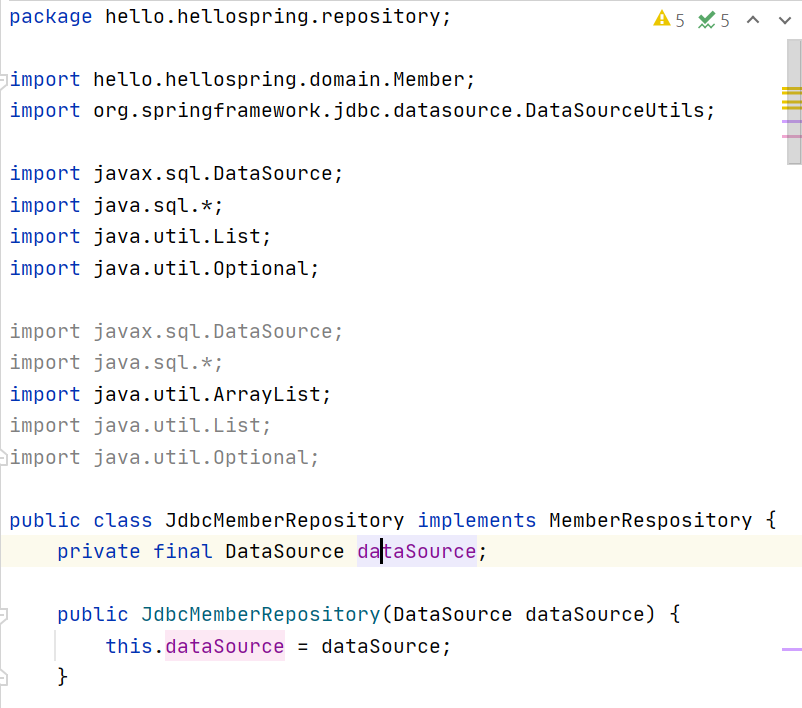 package hello.hellospring.repository;
5 5
import hello.hellospring.domain.Member;
import org.springframework.jdbc.datasource.DataSourceUtils;
import javax.sql.DataSource;
import java.sql.*;
import java.util.List;
import java.util.Optional;
import javax.sql.DataSource;
import java.sql.*;
import java.util.ArrayList;
import java.util.List;
import java.util.Optional;
public class JdbcMemberRepository implements MemberRespository {
private final DataSource dataSource;
public JdbcMemberRepository(DataSource dataSource) {
this.dataSource = dataSource;
}